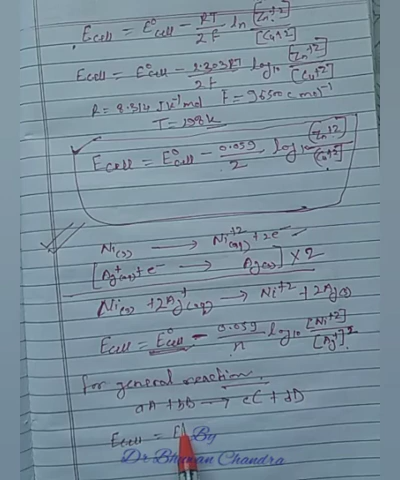 Ecell = E°cell - RT/2F ln [Zn+2]/[Cu+2]
Ecell = E°cell - 2.303RT/2F log10 [Zn+2]/[Cu+2]
R = 8.314 JK-1 mol F = 96500 C mol-1
T = 298 K
Ecell = E°cell - 0.059/2 log10 [Zn+2]/[Cu+2]
Ni(s) → Ni+2(aq) + 2e-
[Ag+(aq) + e- → Ag(s)] × 2
Ni(s) + 2Ag+(aq) → Ni+2 + 2Ag(s)
Ecell = E°cell - 0.059/n log10 [Ni+2]/[Ag+]2
for general reaction.
aA + bB → cC + dD
Ecell =
By
Dr Bhuwan Chandra